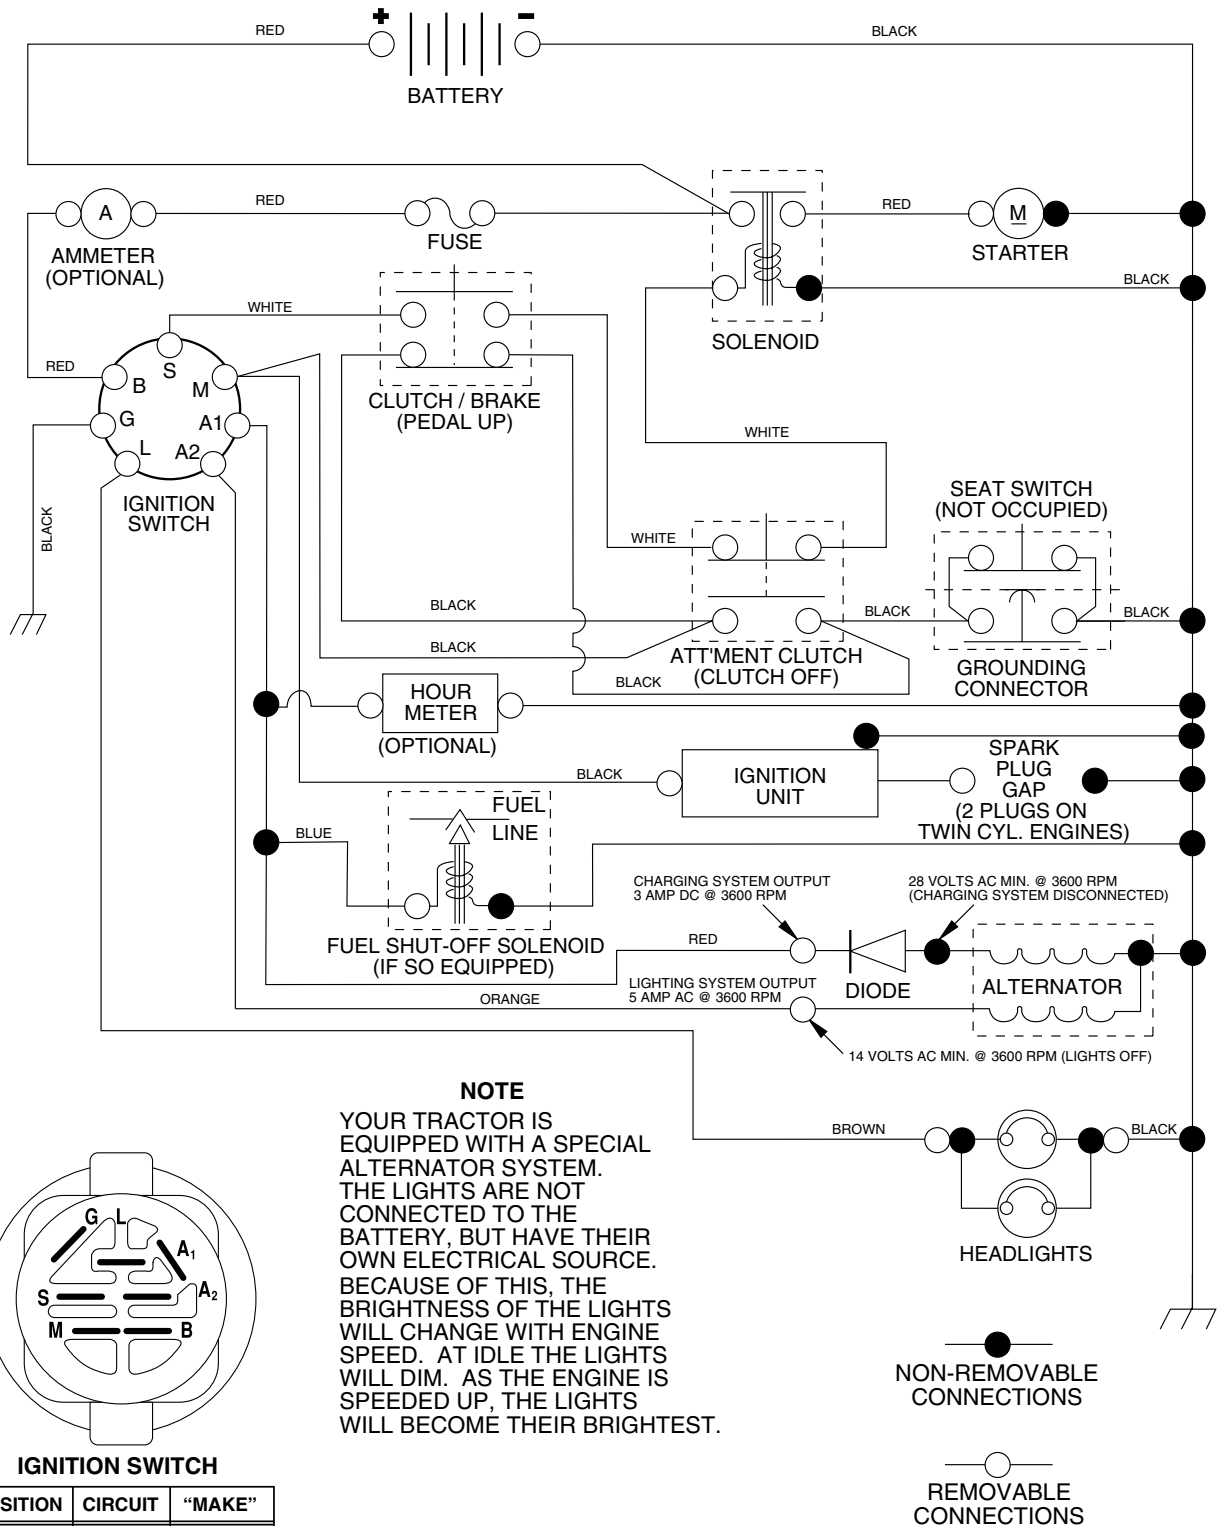 + -
RED
BLACK
BATTERY
A
RED
FUSE
RED
M
STARTER
AMMETER
(OPTIONAL)
BLACK
WHITE
SOLENOID
RED
S
B
M
G
A1
L
A2
CLUTCH / BRAKE
(PEDAL UP)
WHITE
IGNITION
SWITCH
BLACK
SEAT SWITCH
(NOT OCCUPIED)
WHITE
BLACK
BLACK
BLACK
BLACK
ATT'MENT CLUTCH
(CLUTCH OFF)
BLACK
GROUNDING
CONNECTOR
HOUR
METER
(OPTIONAL)
BLACK
IGNITION
UNIT
SPARK
PLUG
GAP
(2 PLUGS ON
TWIN CYL. ENGINES)
FUEL
LINE
BLUE
CHARGING SYSTEM OUTPUT
3 AMP DC @ 3600 RPM
28 VOLTS AC MIN. @ 3600 RPM
(CHARGING SYSTEM DISCONNECTED)
FUEL SHUT-OFF SOLENOID
(IF SO EQUIPPED)
RED
DIODE
ALTERNATOR
LIGHTING SYSTEM OUTPUT
5 AMP AC @ 3600 RPM
ORANGE
14 VOLTS AC MIN. @ 3600 RPM (LIGHTS OFF)
BROWN
BLACK
HEADLIGHTS
NOTE
YOUR TRACTOR IS
EQUIPPED WITH A SPECIAL
ALTERNATOR SYSTEM.
THE LIGHTS ARE NOT
CONNECTED TO THE
BATTERY, BUT HAVE THEIR
OWN ELECTRICAL SOURCE.
BECAUSE OF THIS, THE
BRIGHTNESS OF THE LIGHTS
WILL CHANGE WITH ENGINE
SPEED. AT IDLE THE LIGHTS
WILL DIM. AS THE ENGINE IS
SPEEDED UP, THE LIGHTS
WILL BECOME THEIR BRIGHTEST.
G L
A1
S
A2
M
B
IGNITION SWITCH
SITION CIRCUIT “MAKE”
NON-REMOVABLE
CONNECTIONS
REMOVABLE
CONNECTIONS